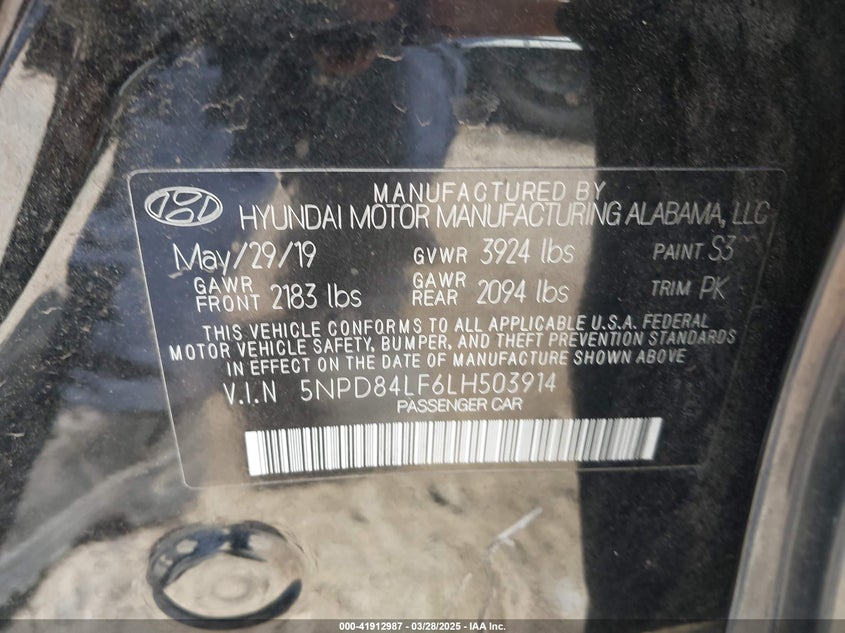 MANUFACTURED BY
HYUNDAI MOTOR MANUFACTURING ALABAMA, LLC
May/29/19 GVWR 3924 lbs PAINT S3
GAWR FRONT 2183 lbs GAWR REAR 2094 lbs TRIM PK
THIS VEHICLE CONFORMS TO ALL APPLICABLE U.S.A. FEDERAL
MOTOR VEHICLE SAFETY, BUMPER, AND THEFT PREVENTION STANDARDS
IN EFFECT ON THE DATE OF MANUFACTURE SHOWN ABOVE
V.I.N 5NPD84LF6LH503914
PASSENGER CAR
000-41912987 - 03/28/2025 - IAA Inc.